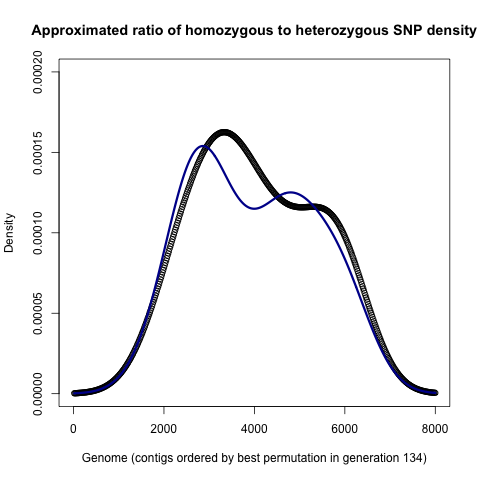 Approximated ratio of homozygous to heterozygous SNP density
0.00020
0.00015
0.00010
0.00005
0.00000
Density
0 2000 4000 6000 8000
Genome (contigs ordered by best permutation in generation 134)